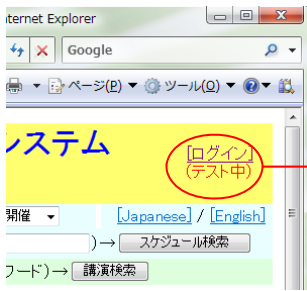 ternet Explorer
Google
ページ(P) ツール(O)
システム
[ログイン]
(テスト中)
開催 [Japanese] / [English]
)→ スケジュール検索
フード)→ 講演検索